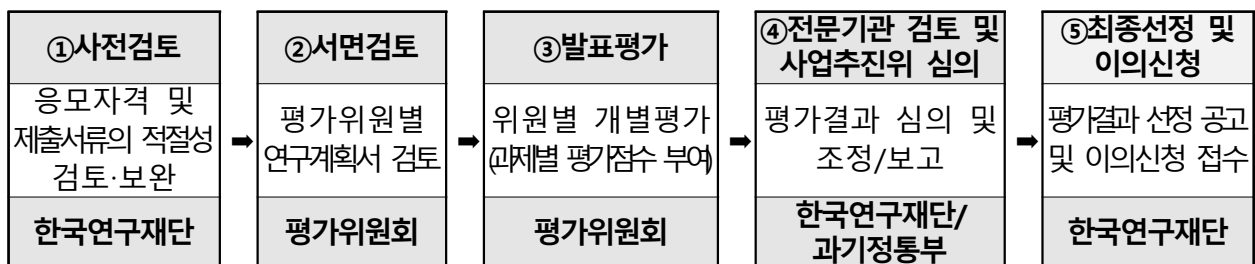 ①사전검토
응모자격 및
제출서류의 적절성
검토·보완
한국연구재단
➡
②서면검토
평가위원별
연구계획서 검토
평가위원회
➡
③발표평가
위원별 개별평가
(과제별 평가점수 부여)
평가위원회
➡
④전문기관 검토 및
사업추진위 심의
평가결과 심의 및
조정/보고
한국연구재단/
과기정통부
➡
⑤최종선정 및
이의신청
평가결과 선정 공고
및 이의신청 접수
한국연구재단